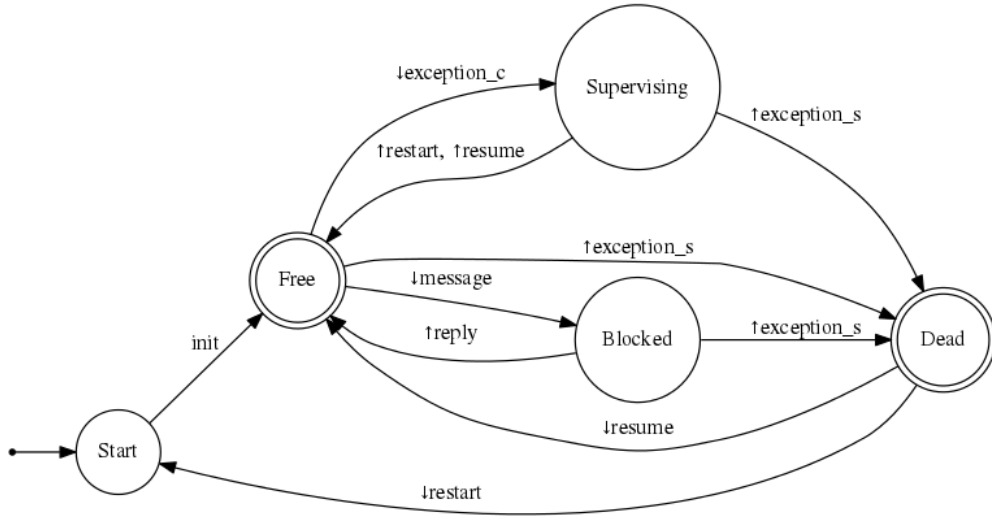 ↓exception_c
Supervising
↑exception_s
↑restart, ↑resume
↑exception_s
Free
↓message
↑reply
Blocked
↑exception_s
Dead
init
↓resume
Start
↓restart